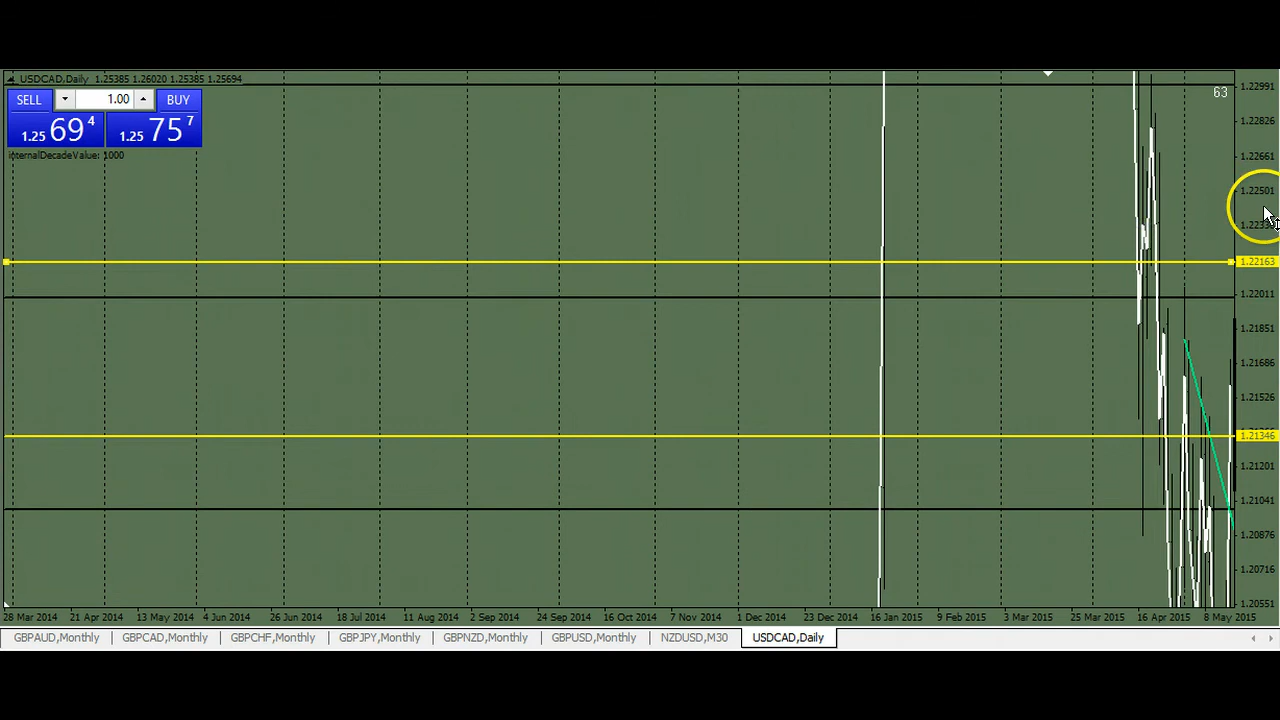 USDCAD,Daily 1.25385 1.26020 1.25385 1.25694
SELL 1.00 BUY
1.25 69 4 1.25 75 7
InternalDecadeValue: 1000
63
1.22991
1.22826
1.22661
1.22501
1.22163
1.22011
1.21851
1.21686
1.21526
1.21346
1.21201
1.21041
1.20876
1.20716
1.20551
28 Mar 2014 21 Apr 2014 13 May 2014 4 Jun 2014 26 Jun 2014 18 Jul 2014 11 Aug 2014 2 Sep 2014 24 Sep 2014 16 Oct 2014 7 Nov 2014 1 Dec 2014 23 Dec 2014 16 Jan 2015 9 Feb 2015 3 Mar 2015 25 Mar 2015 16 Apr 2015 8 May 2015
GBPAUD,Monthly GBPCAD,Monthly GBPCHF,Monthly GBPJPY,Monthly GBPNZD,Monthly GBPUSD,Monthly NZDUSD,M30 USDCAD,Daily